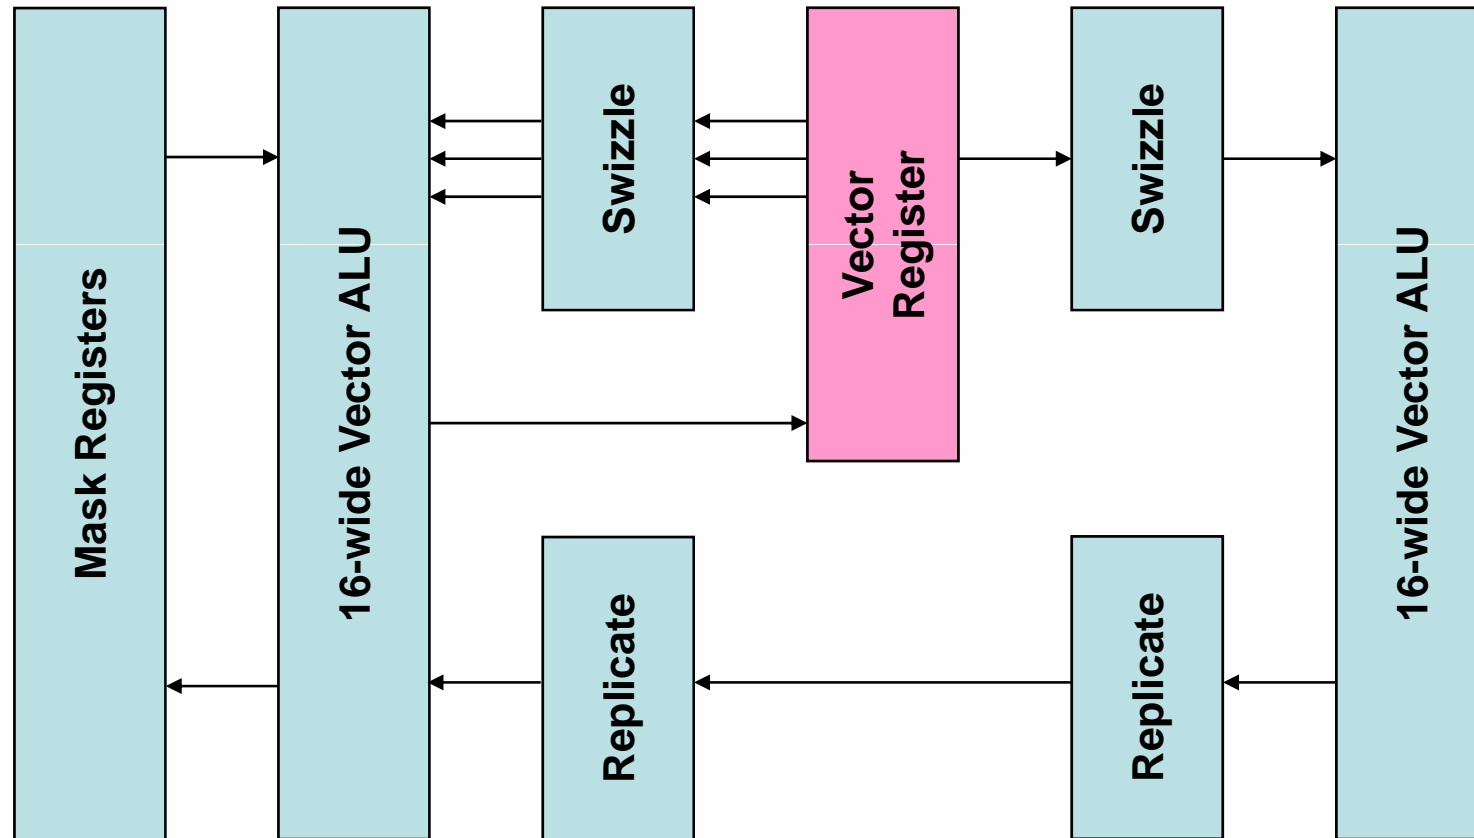 Mask Registers
16-wide Vector ALU
Swizzle
Vector
Register
Swizzle
16-wide Vector ALU
Replicate
Replicate